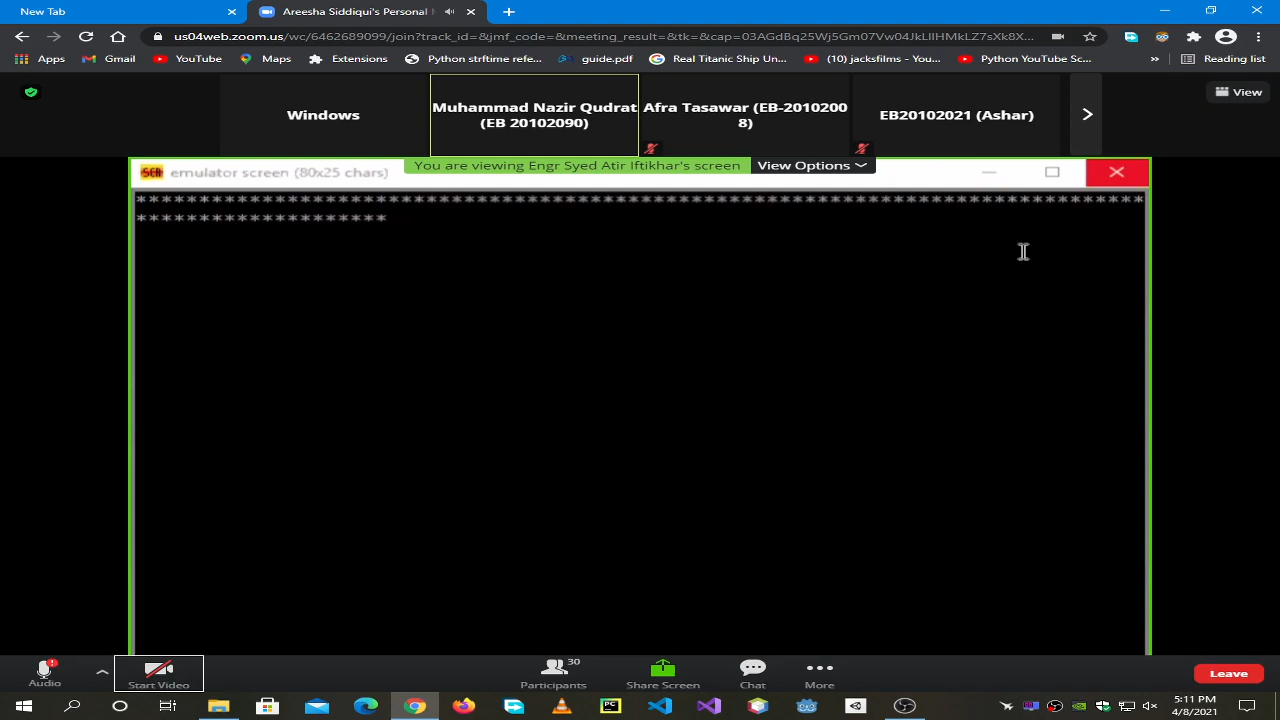 New Tab
Areesha Siddiqui's Personal
us04web.zoom.us/wc/6462689099/join?track_id=&jmf_code=&meeting_result=&tk=&cap=03AGdBq25Wj5Gm07Vw04JkLIIHMkLZ7sXk8X...
Apps Gmail YouTube Maps Extensions Python strftime refe... guide.pdf Real Titanic Ship Un... (10) jacksfilms - You... Python YouTube Sc... » Reading list
Windows
Muhammad Nazir Qudrat (EB 20102090)
Afra Tasawar (EB-20102008)
EB20102021 (Ashar)
View
You are viewing Engr Syed Atir Iftikhar's screen View Options
SCR emulator screen (80x25 chars)
********************************************************************************
********************
Audio Start Video Participants 30 Share Screen Chat More Leave
5:11 PM
4/8/2021